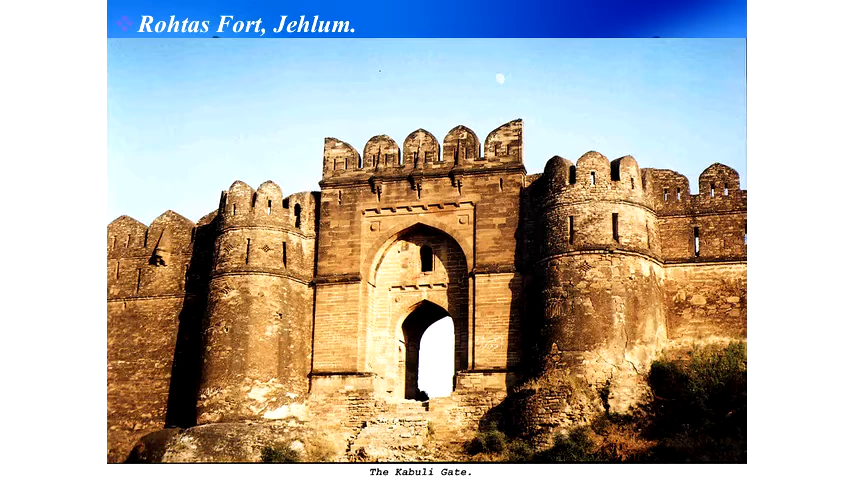 Rohtas Fort, Jehlum.
The Kabuli Gate.